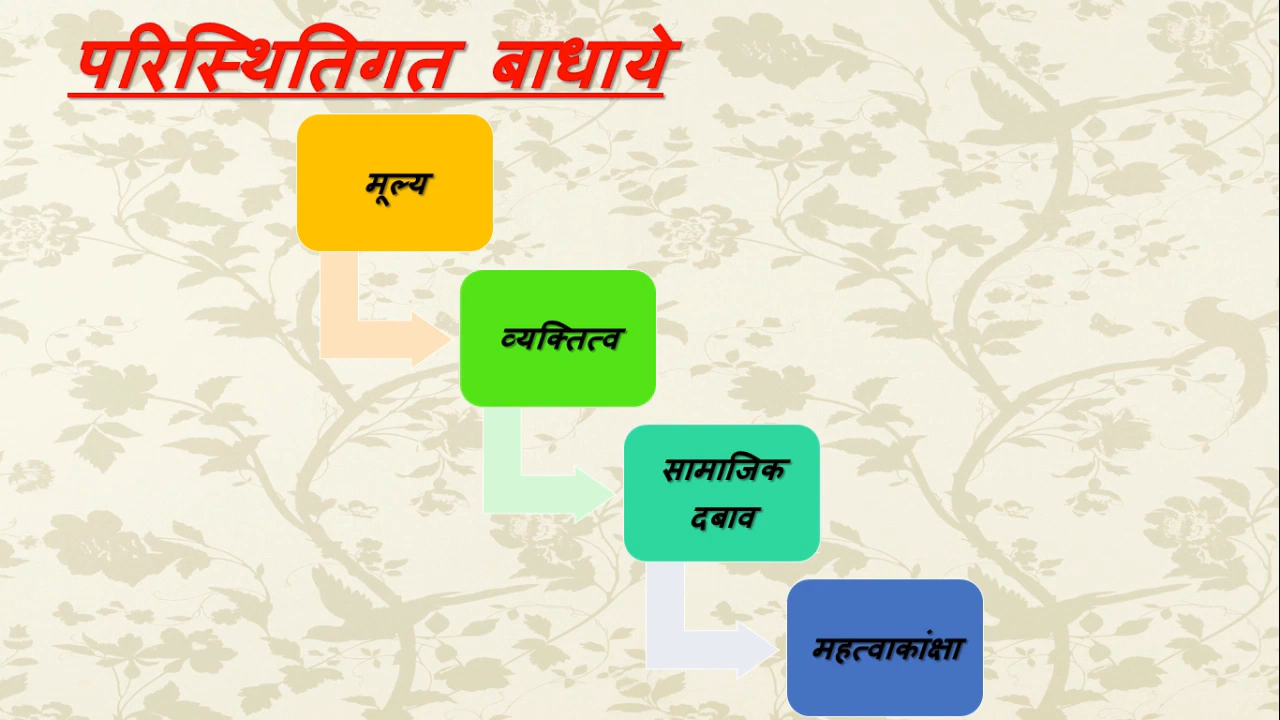 परिस्थितिगत बाधाये
मूल्य
व्यक्तित्व
सामाजिक
दबाव
महत्वाकांक्षा